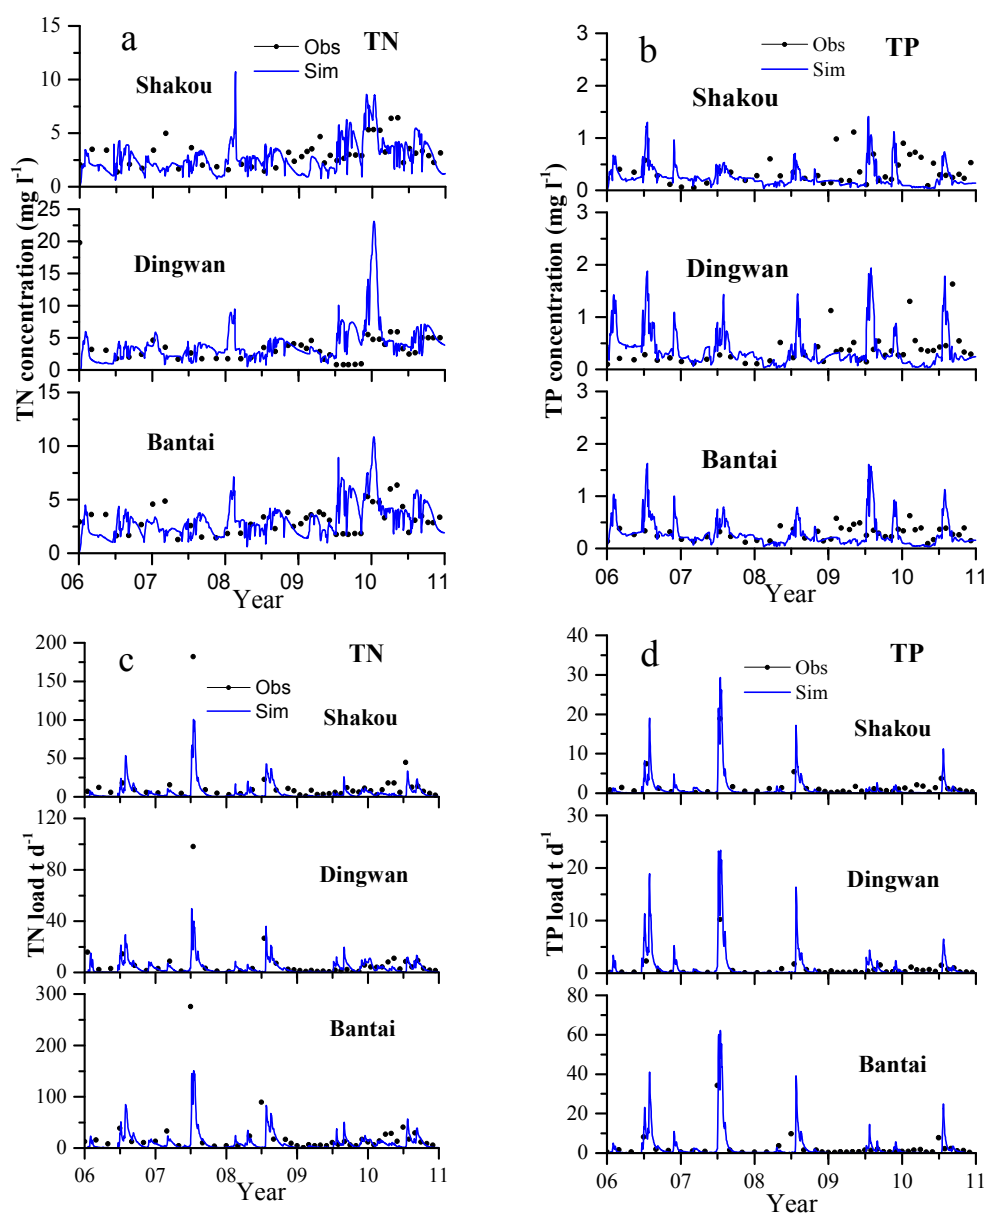 a
TN
Obs
Sim
Shakou
15
10
5
0
Dingwan
25
20
15
10
5
0
Bantai
15
10
5
0
TN concentration (mg l-1)
06 07 08 09 10 11
Year
b
TP
Obs
Sim
Shakou
3
2
1
0
Dingwan
3
2
1
0
Bantai
3
2
1
0
TP concentration (mg l-1)
06 07 08 09 10 11
Year
c
TN
Obs
Sim
Shakou
200
150
100
50
0
Dingwan
120
80
40
0
Bantai
300
200
100
0
TN load t d-1
06 07 08 09 10 11
Year
d
TP
Obs
Sim
Shakou
40
30
20
10
0
Dingwan
30
20
10
0
Bantai
80
60
40
20
0
TP load t d-1
06 07 08 09 10 11
Year